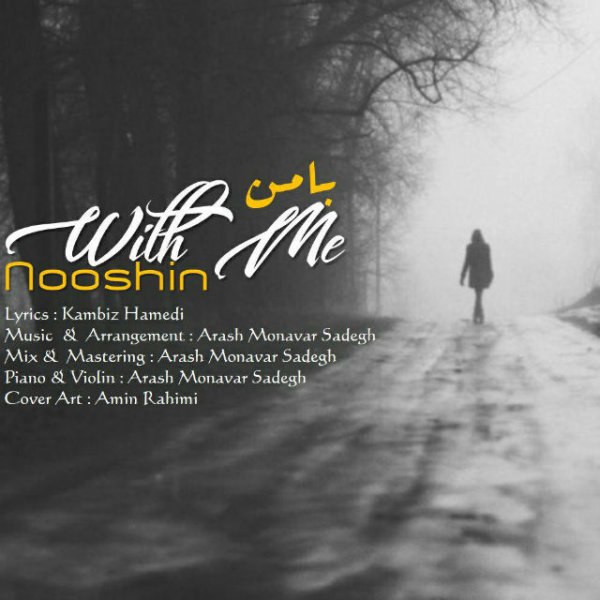 با من
With Me
Nooshin
Lyrics : Kambiz Hamedi
Music & Arrangement : Arash Monavar Sadegh
Mix & Mastering : Arash Monavar Sadegh
Piano & Violin : Arash Monavar Sadegh
Cover Art : Amin Rahimi